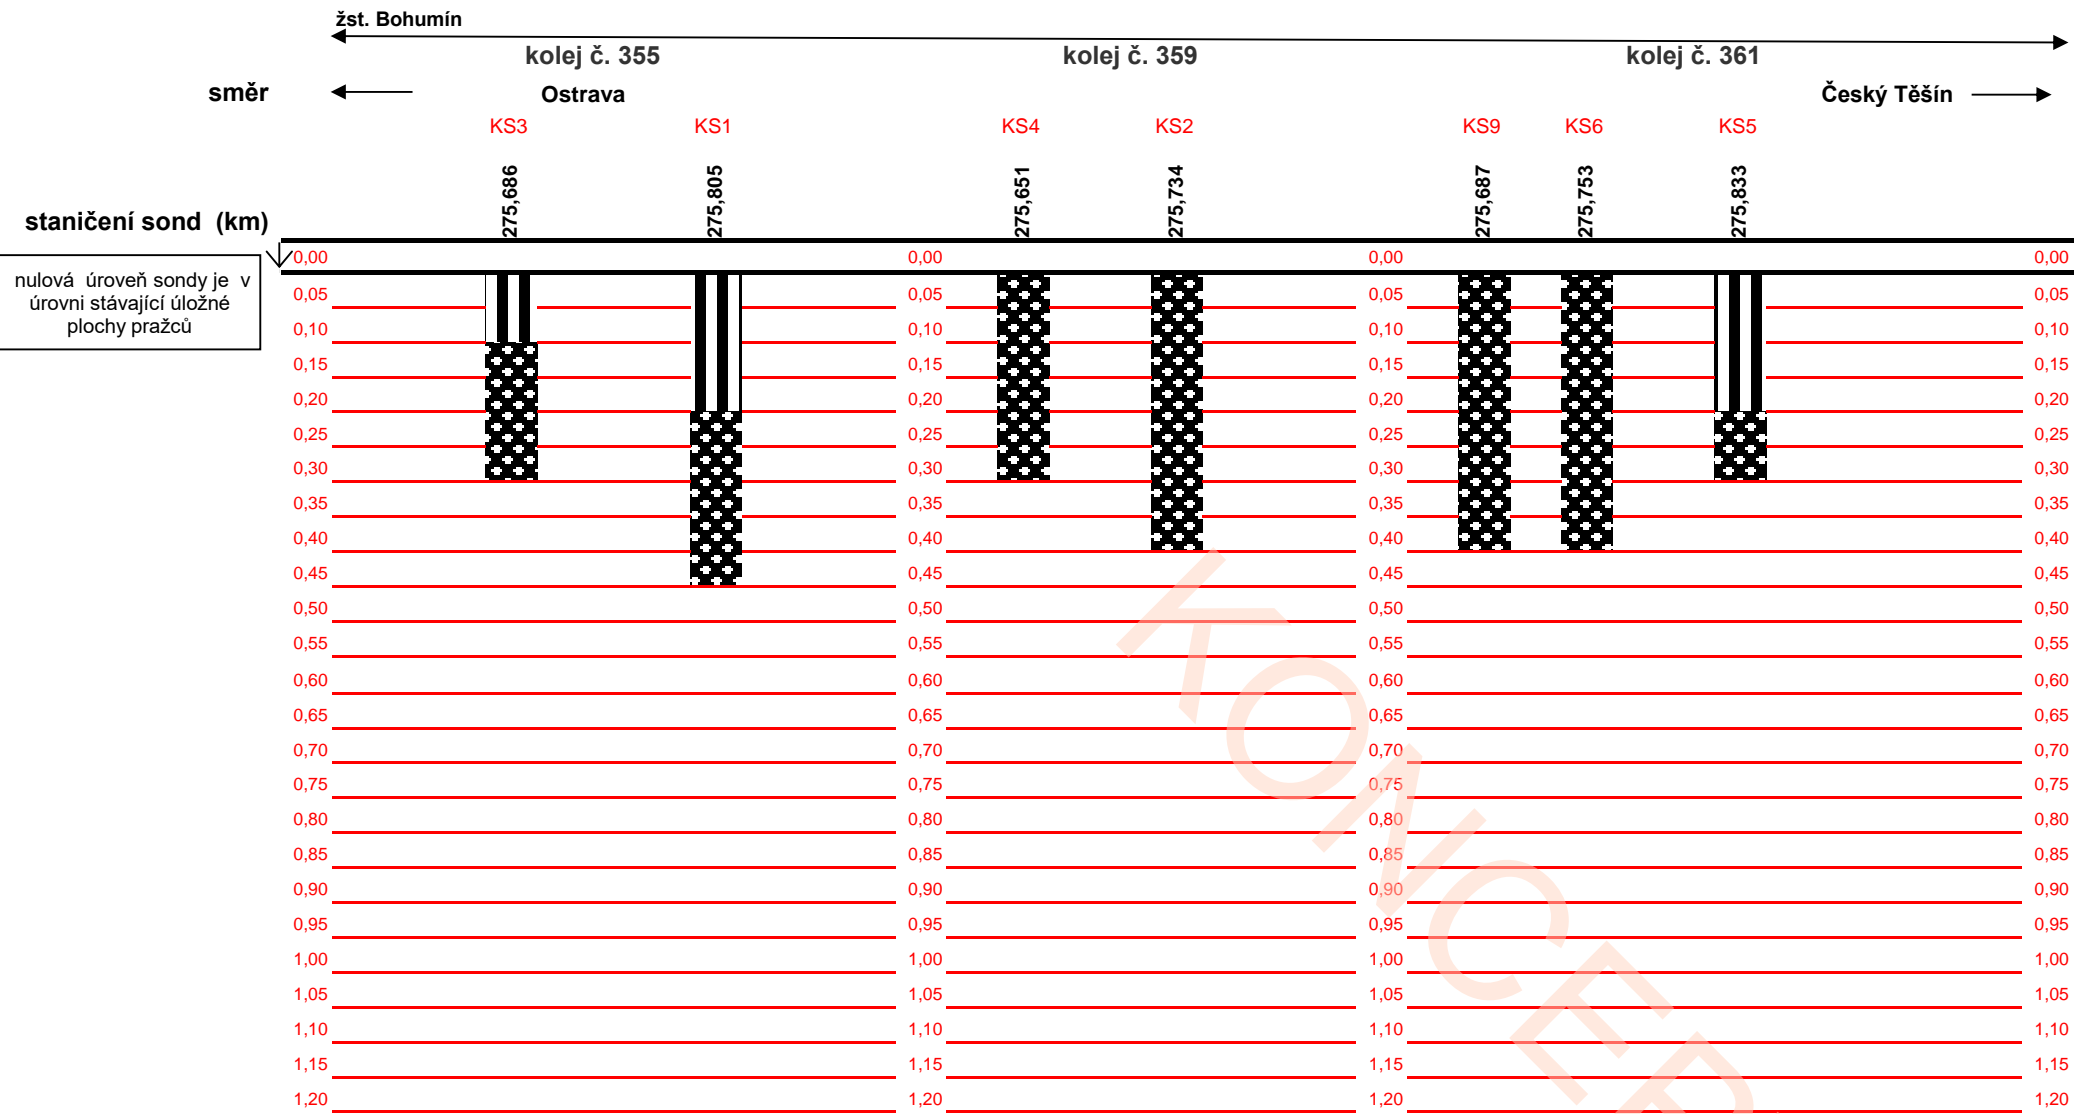 žst. Bohumín
kolej č. 355 kolej č. 359 kolej č. 361
směr Ostrava Český Těšín
KS3 KS1 KS4 KS2 KS9 KS6 KS5
275,686 275,805 275,651 275,734 275,687 275,753 275,833
staničení sond (km)
nulová úroveň sondy je v
úrovni stávající úložné
plochy pražců
0,00 0,00 0,00 0,00
0,05 0,05 0,05 0,05
0,10 0,10 0,10 0,10
0,15 0,15 0,15 0,15
0,20 0,20 0,20 0,20
0,25 0,25 0,25 0,25
0,30 0,30 0,30 0,30
0,35 0,35 0,35 0,35
0,40 0,40 0,40 0,40
0,45 0,45 0,45 0,45
0,50 0,50 0,50 0,50
0,55 0,55 0,55 0,55
0,60 0,60 0,60 0,60
0,65 0,65 0,65 0,65
0,70 0,70 0,70 0,70
0,75 0,75 0,75 0,75
0,80 0,80 0,80 0,80
0,85 0,85 0,85 0,85
0,90 0,90 0,90 0,90
0,95 0,95 0,95 0,95
1,00 1,00 1,00 1,00
1,05 1,05 1,05 1,05
1,10 1,10 1,10 1,10
1,15 1,15 1,15 1,15
1,20 1,20 1,20 1,20